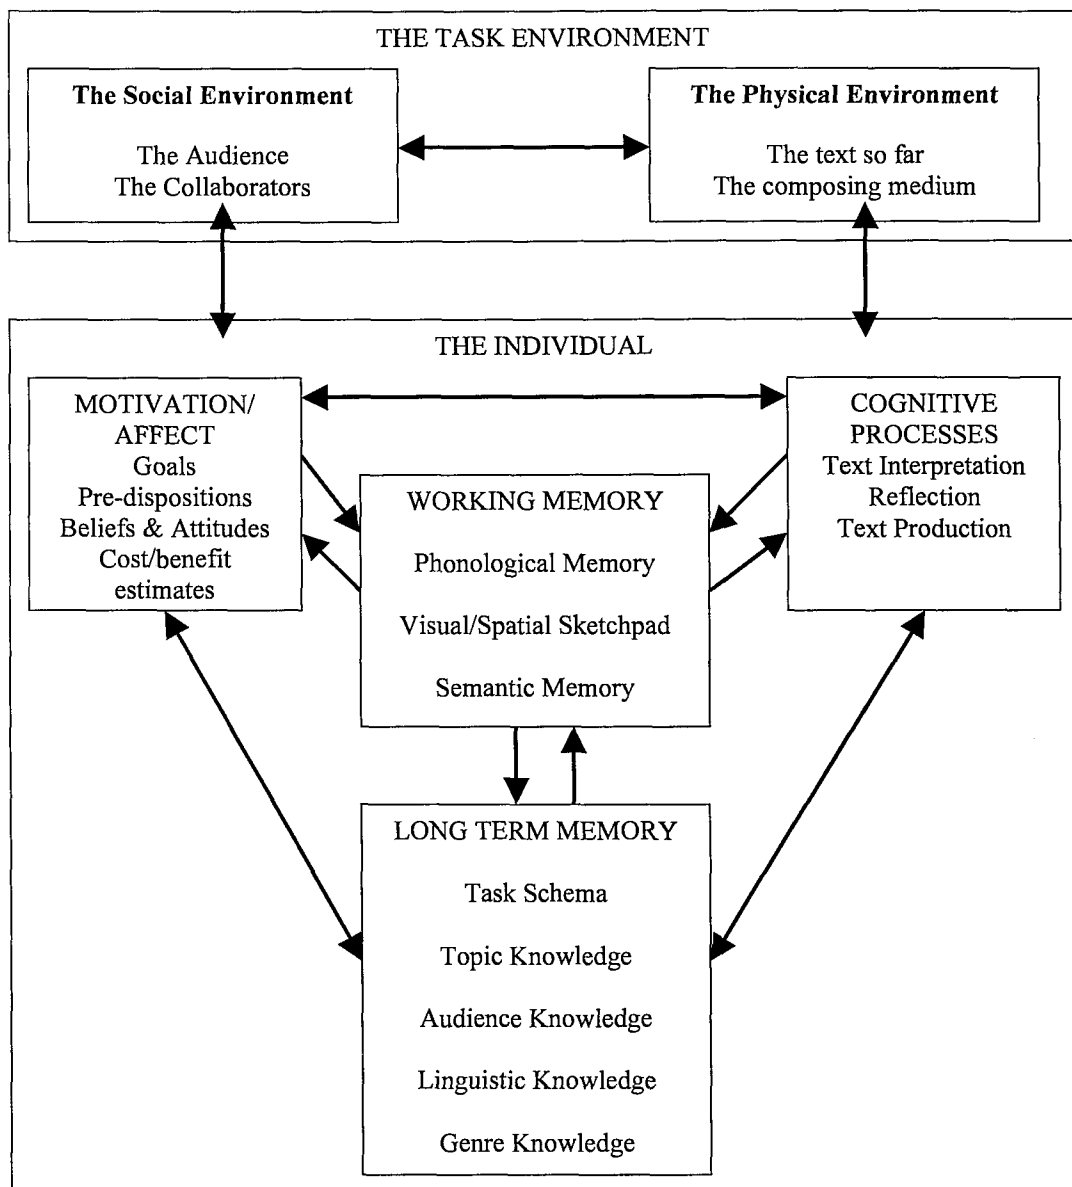 THE TASK ENVIRONMENT
The Social Environment
The Audience
The Collaborators
The Physical Environment
The text so far
The composing medium
THE INDIVIDUAL
MOTIVATION/
AFFECT
Goals
Pre-dispositions
Beliefs & Attitudes
Cost/benefit
estimates
WORKING MEMORY
Phonological Memory
Visual/Spatial Sketchpad
Semantic Memory
COGNITIVE
PROCESSES
Text Interpretation
Reflection
Text Production
LONG TERM MEMORY
Task Schema
Topic Knowledge
Audience Knowledge
Linguistic Knowledge
Genre Knowledge